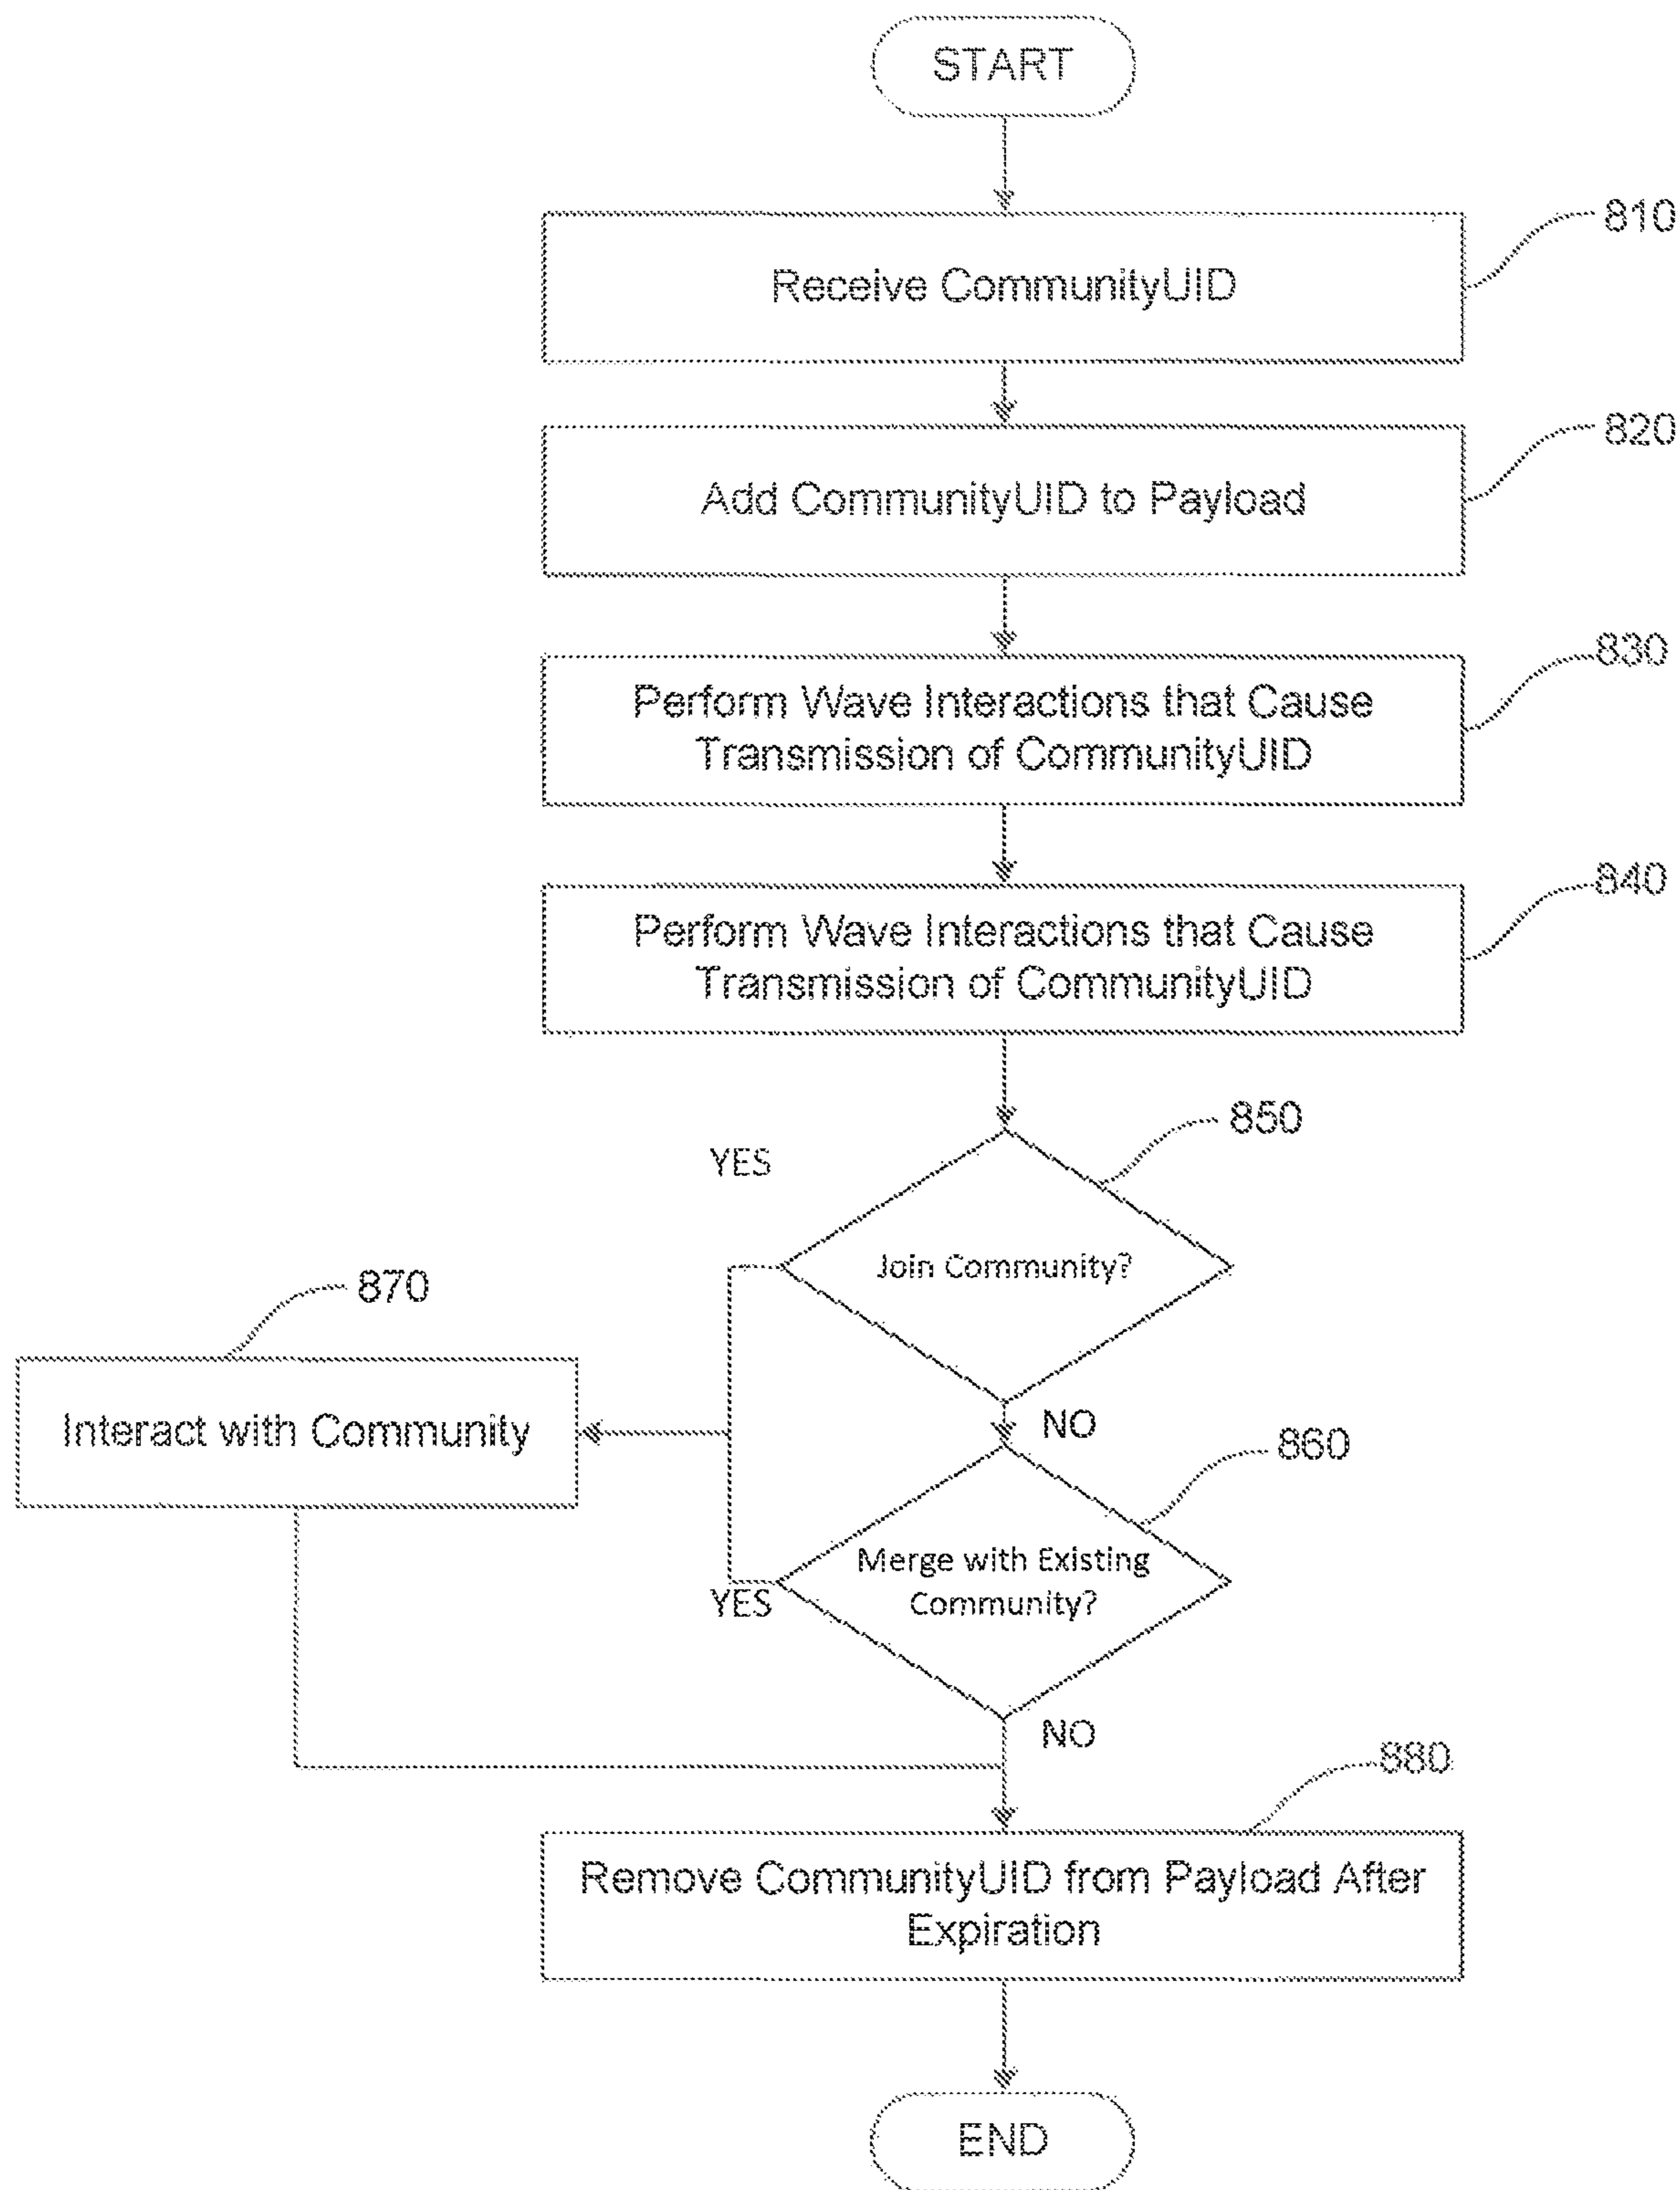 START
810
Receive CommunityUID
820
Add CommunityUID to Payload
830
Perform Wave Interactions that Cause
Transmission of CommunityUID
840
Perform Wave Interactions that Cause
Transmission of CommunityUID
850
YES
Join Community?
870
Interact with Community
NO
860
Merge with Existing
Community?
YES
NO
880
Remove CommunityUID from Payload After
Expiration
END